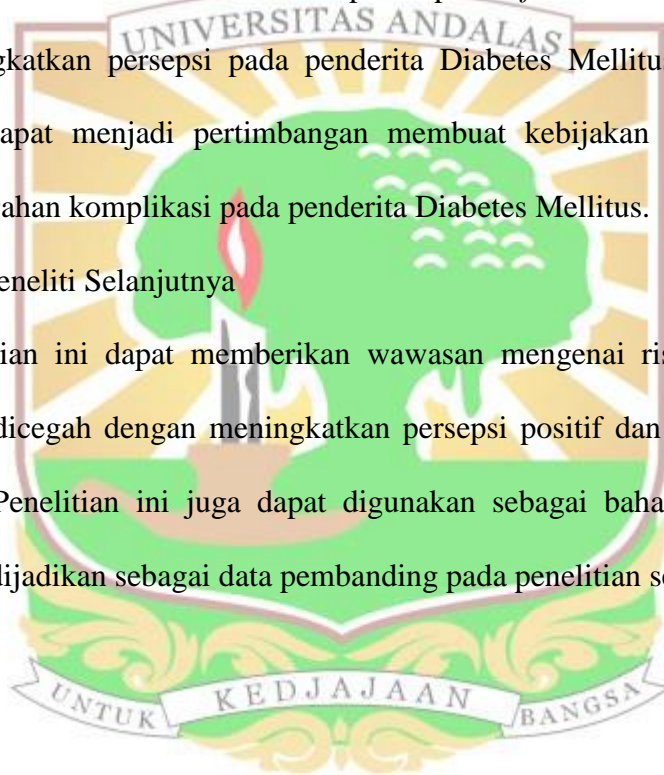 UNIVERSITAS ANDALAS
gkatkan persepsi pada penderita Diabetes Mellitus
apat menjadi pertimbangan membuat kebijakan
ahan komplikasi pada penderita Diabetes Mellitus.
eneliti Selanjutnya
ian ini dapat memberikan wawasan mengenai ris
dicegah dengan meningkatkan persepsi positif dan
Penelitian ini juga dapat digunakan sebagai baha
dijadikan sebagai data pembanding pada penelitian se
UNTUK KEDJAJAAN BANGSA